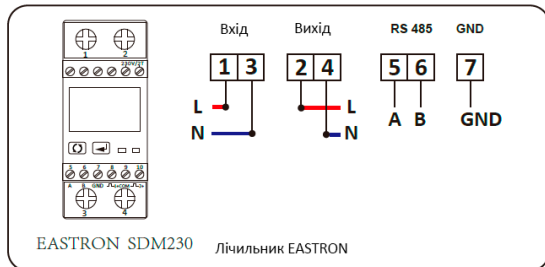 Вхід Вихід RS 485 GND
1 2
230V/2T
1 3 2 4 5 6 7
L L A B GND
N N
5 6 7 8 9 10
A B GND
3 4
EASTRON SDM230 Лічильник EASTRON